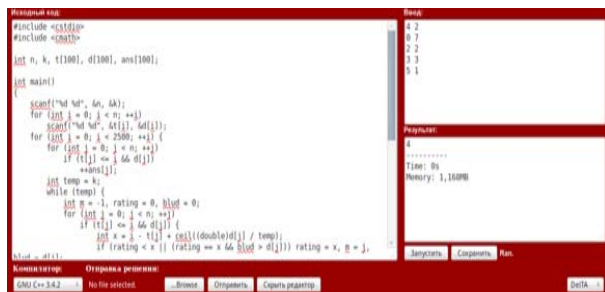 Исходный код:
#include <cstdio>
#include <cmath>
int n, k, t[100], d[100], ans[100];
int main()
{
scanf("%d %d", &n, &k);
for (int i = 0; i < n; ++i)
scanf("%d %d", &t[i], &d[i]);
for (int i = 0; i < 2500; ++i) {
for (int j = 0; j < n; ++j)
if (t[j] <= i && d[j])
++ans[j];
int temp = k;
while (temp) {
int m = -1, rating = 0, blud = 0;
for (int j = 0; j < n; ++j)
if (t[j] <= i && d[j]) {
int x = i - t[j] + ceil((double)d[j] / temp);
if (rating < x || (rating == x && blud > d[j])) rating = x, m = j,
blud = d[j];
Ввод:
4 2
0 7
2 2
3 3
5 1
Результат:
4
----------
Time: 0s
Memory: 1,168MB
Запустить Сохранить Ran.
Компилятор: Отправка решения:
GNU C++ 3.4.2 No file selected. ...Browse Отправить Скрыть редактор DelTA